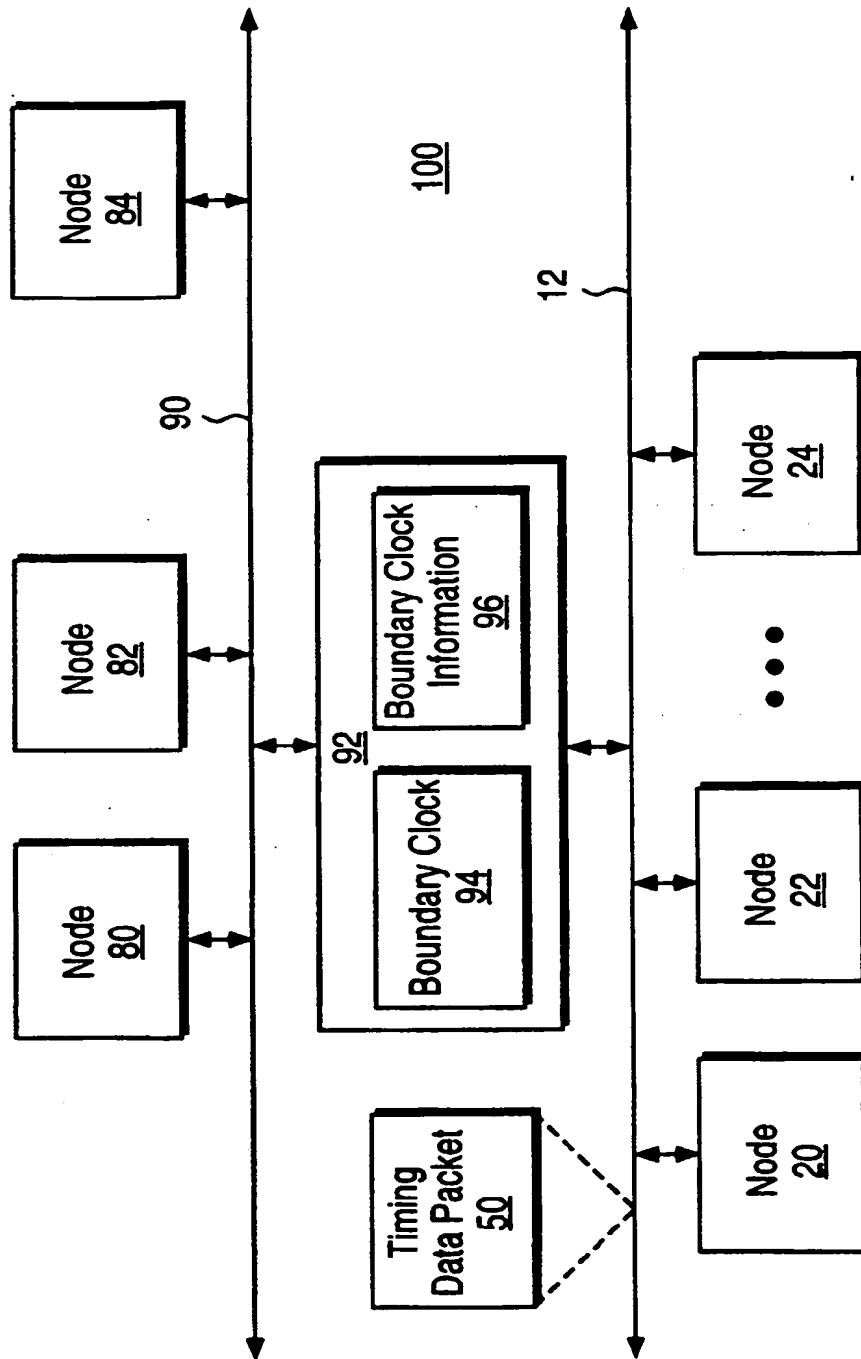 Node
80
Node
82
Node
84
90
92
Boundary Clock
94
Boundary Clock
Information
96
100
Timing
Data Packet
50
12
Node
20
Node
22
Node
24